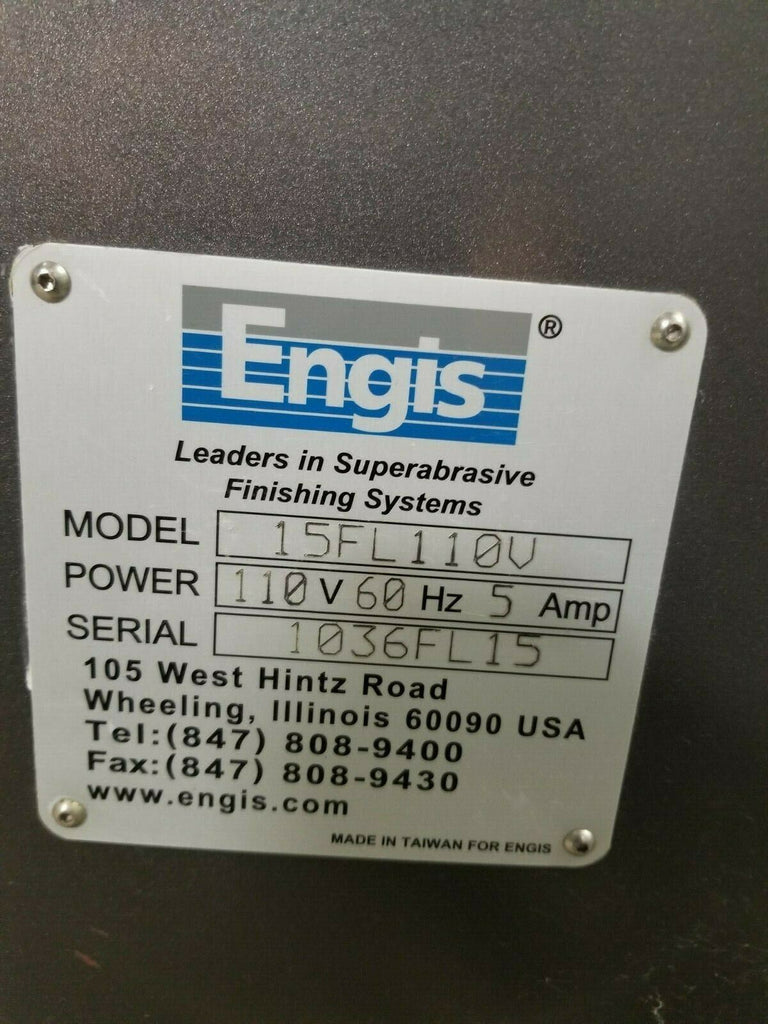 Engis®
Leaders in Superabrasive
Finishing Systems
MODEL 15FL110V
POWER 110 V 60 Hz 5 Amp
SERIAL 1036FL15
105 West Hintz Road
Wheeling, Illinois 60090 USA
Tel:(847) 808-9400
Fax:(847) 808-9430
www.engis.com
MADE IN TAIWAN FOR ENGIS